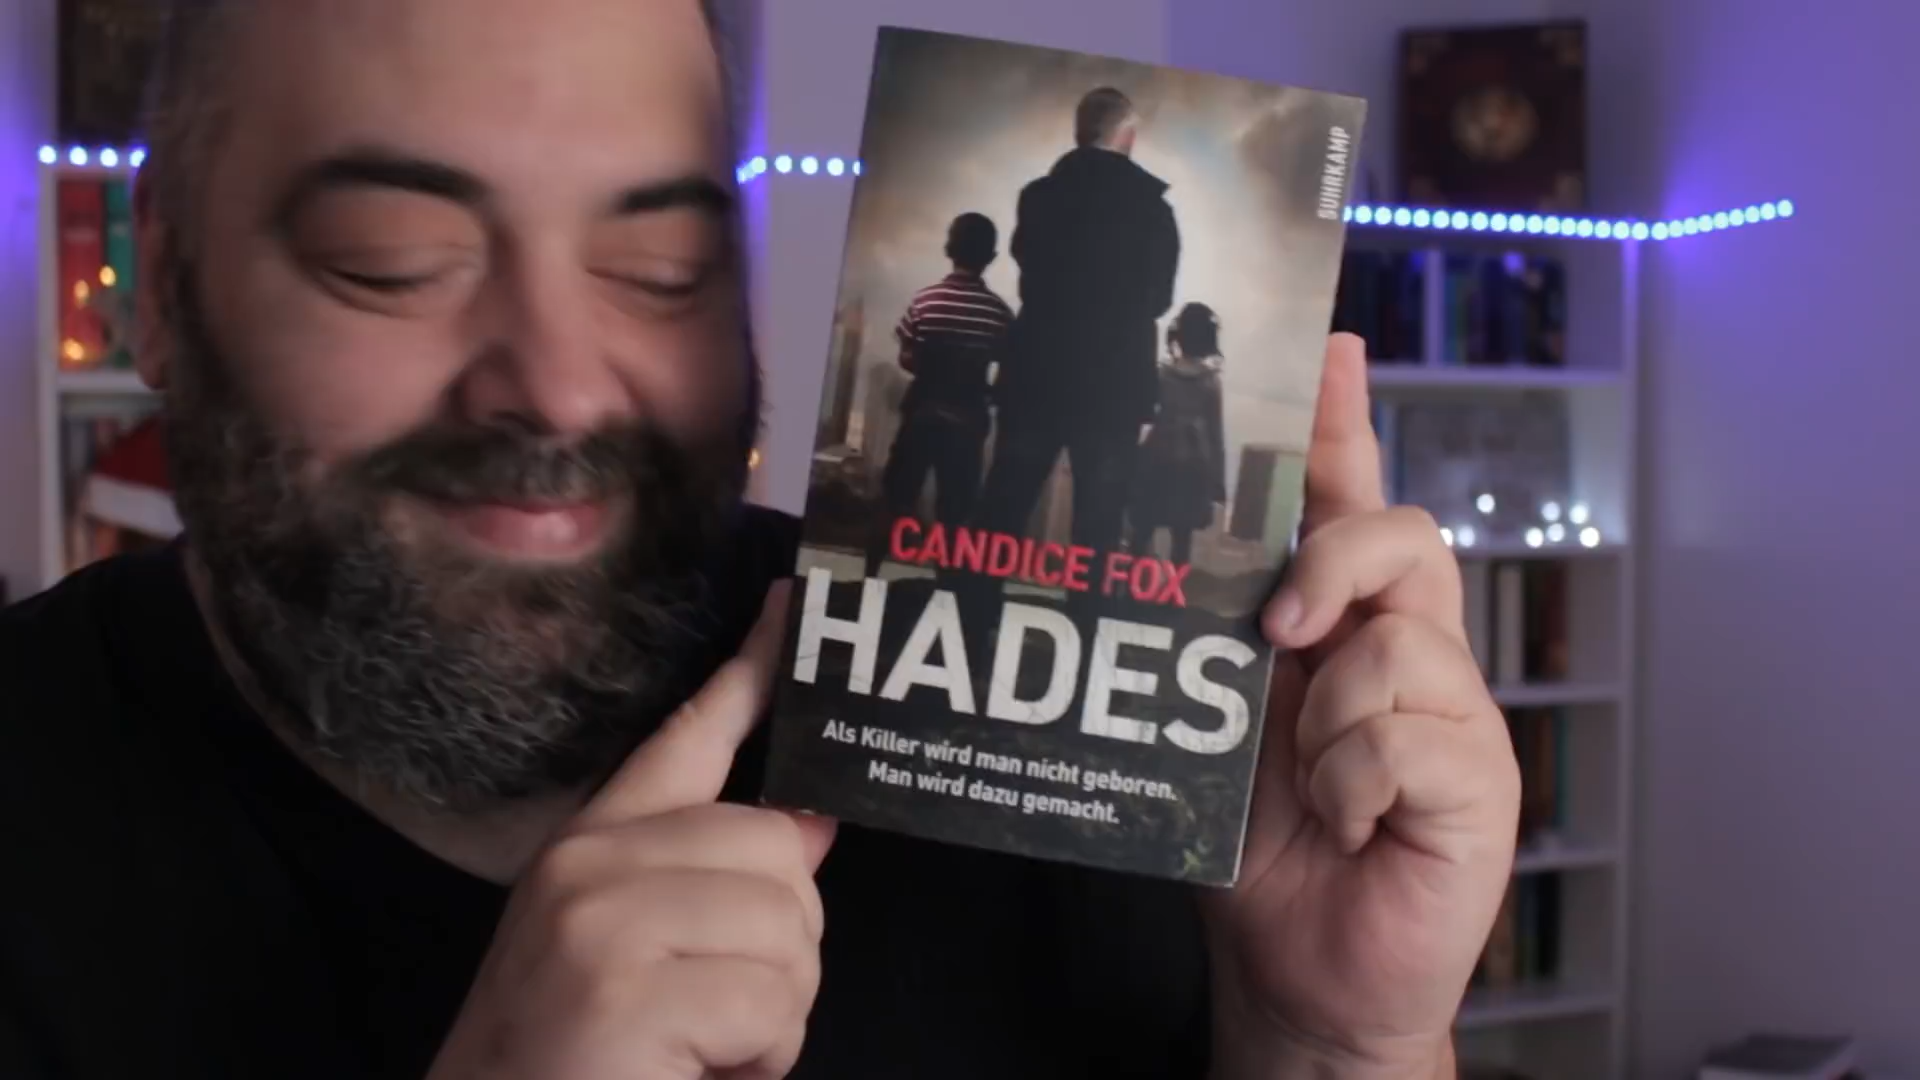 SUHRKAMP
CANDICE FOX
HADES
Als Killer wird man nicht geboren.
Man wird dazu gemacht.